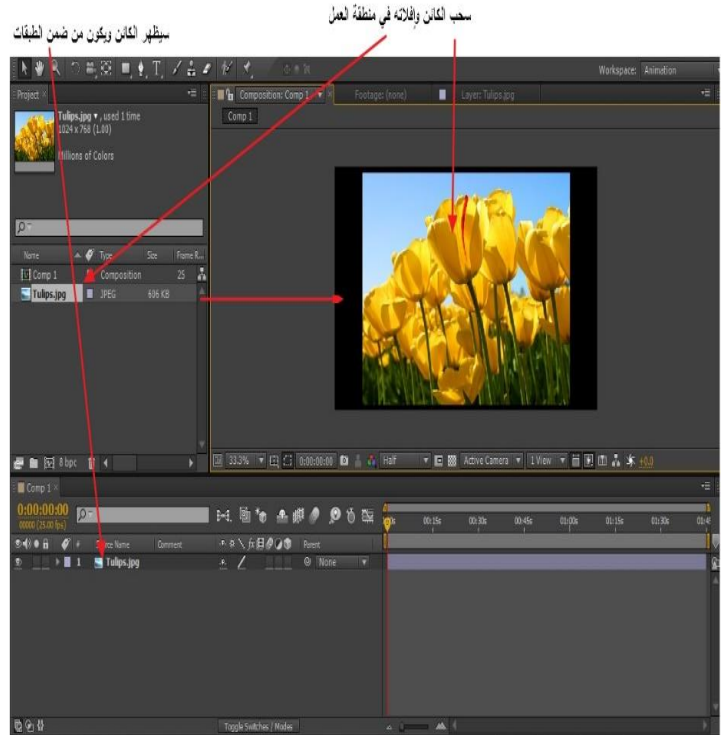 سحب الكائن وإفلاته في منطقة العمل
سيظهر الكائن ويكون من ضمن الطبقات
Workspace: Animation
Project
Tulips.jpg ▾, used 1 time
1024 x 768 (1.00)
Millions of Colors
Name Type Size Frame R...
Comp 1 Composition 25
Tulips.jpg JPEG 606 KB
8 bpc
Composition: Comp 1 Footage: (none) Layer: Tulips.jpg
Comp 1
33.3% 0:00:00:00 Half Active Camera 1 View +0.0
Comp 1
0:00:00:00
00000 (25.00 fps)
00:15s 00:30s 00:45s 01:00s 01:15s 01:30s 01:4
# Name Comment Parent
1 Tulips.jpg None
Toggle Switches / Modes